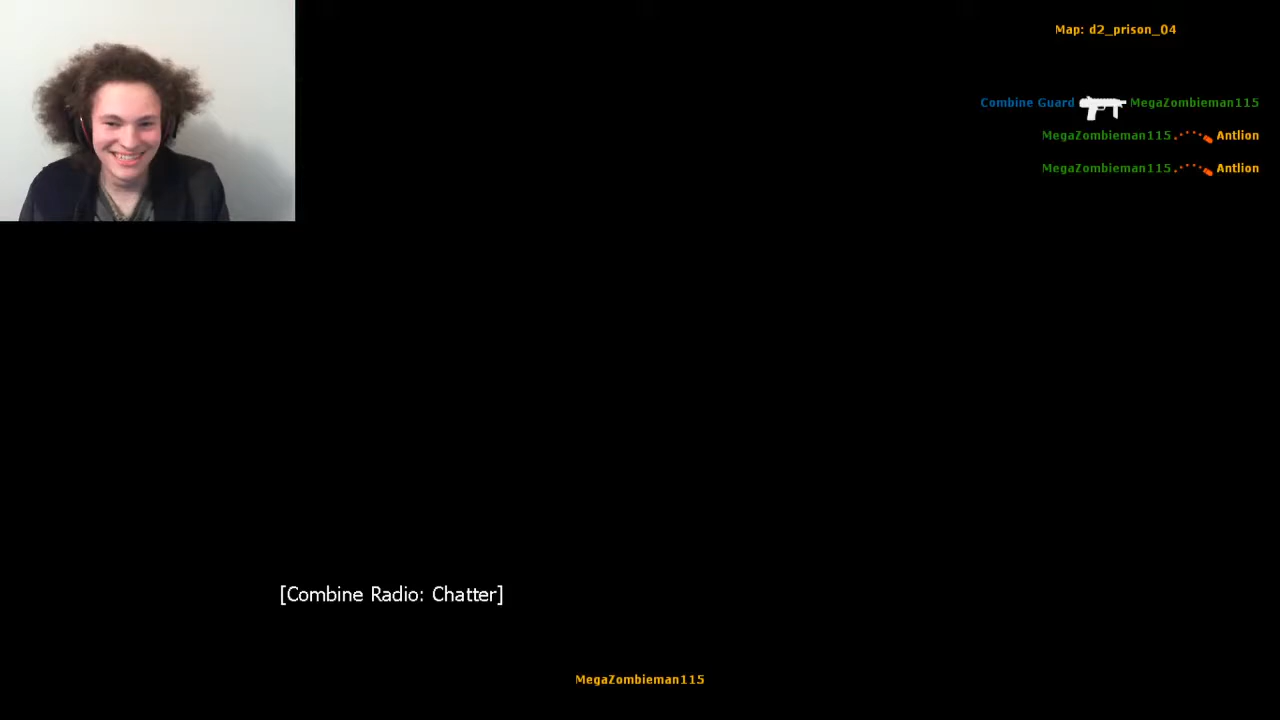 Map: d2_prison_04
Combine Guard MegaZombieman115
MegaZombieman115 Antlion
MegaZombieman115 Antlion
[Combine Radio: Chatter]
MegaZombieman115